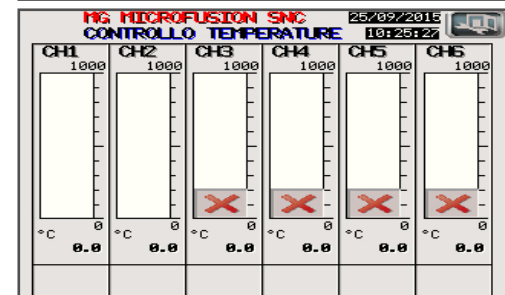 MG MICROFUSION SNC 25/09/2015
CONTROLLO TEMPERATURE 10:25:27
CH1 CH2 CH3 CH4 CH5 CH6
1000 1000 1000 1000 1000 1000
0 0 0 0 0 0
°C °C °C °C °C °C
0.0 0.0 0.0 0.0 0.0 0.0